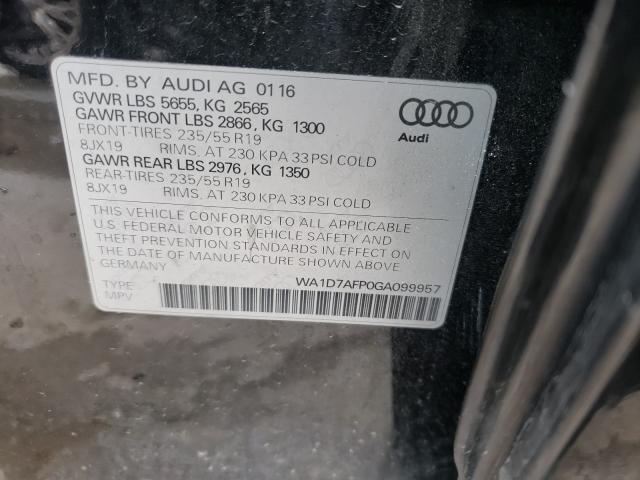 MFD. BY AUDI AG 01 16
GVWR LBS 5655, KG 2565
GAWR FRONT LBS 2866, KG 1300
FRONT-TIRES 235/55 R19
8JX19 RIMS, AT 230 KPA 33 PSI COLD
GAWR REAR LBS 2976, KG 1350
REAR-TIRES 235/55 R19
8JX19 RIMS, AT 230 KPA 33 PSI COLD
Audi
THIS VEHICLE CONFORMS TO ALL APPLICABLE
U.S. FEDERAL MOTOR VEHICLE SAFETY AND
THEFT PREVENTION STANDARDS IN EFFECT ON
THE DATE OF MANUFACTURE SHOWN ABOVE
GERMANY
WA1D7AFP0GA099957
TYPE
MPV